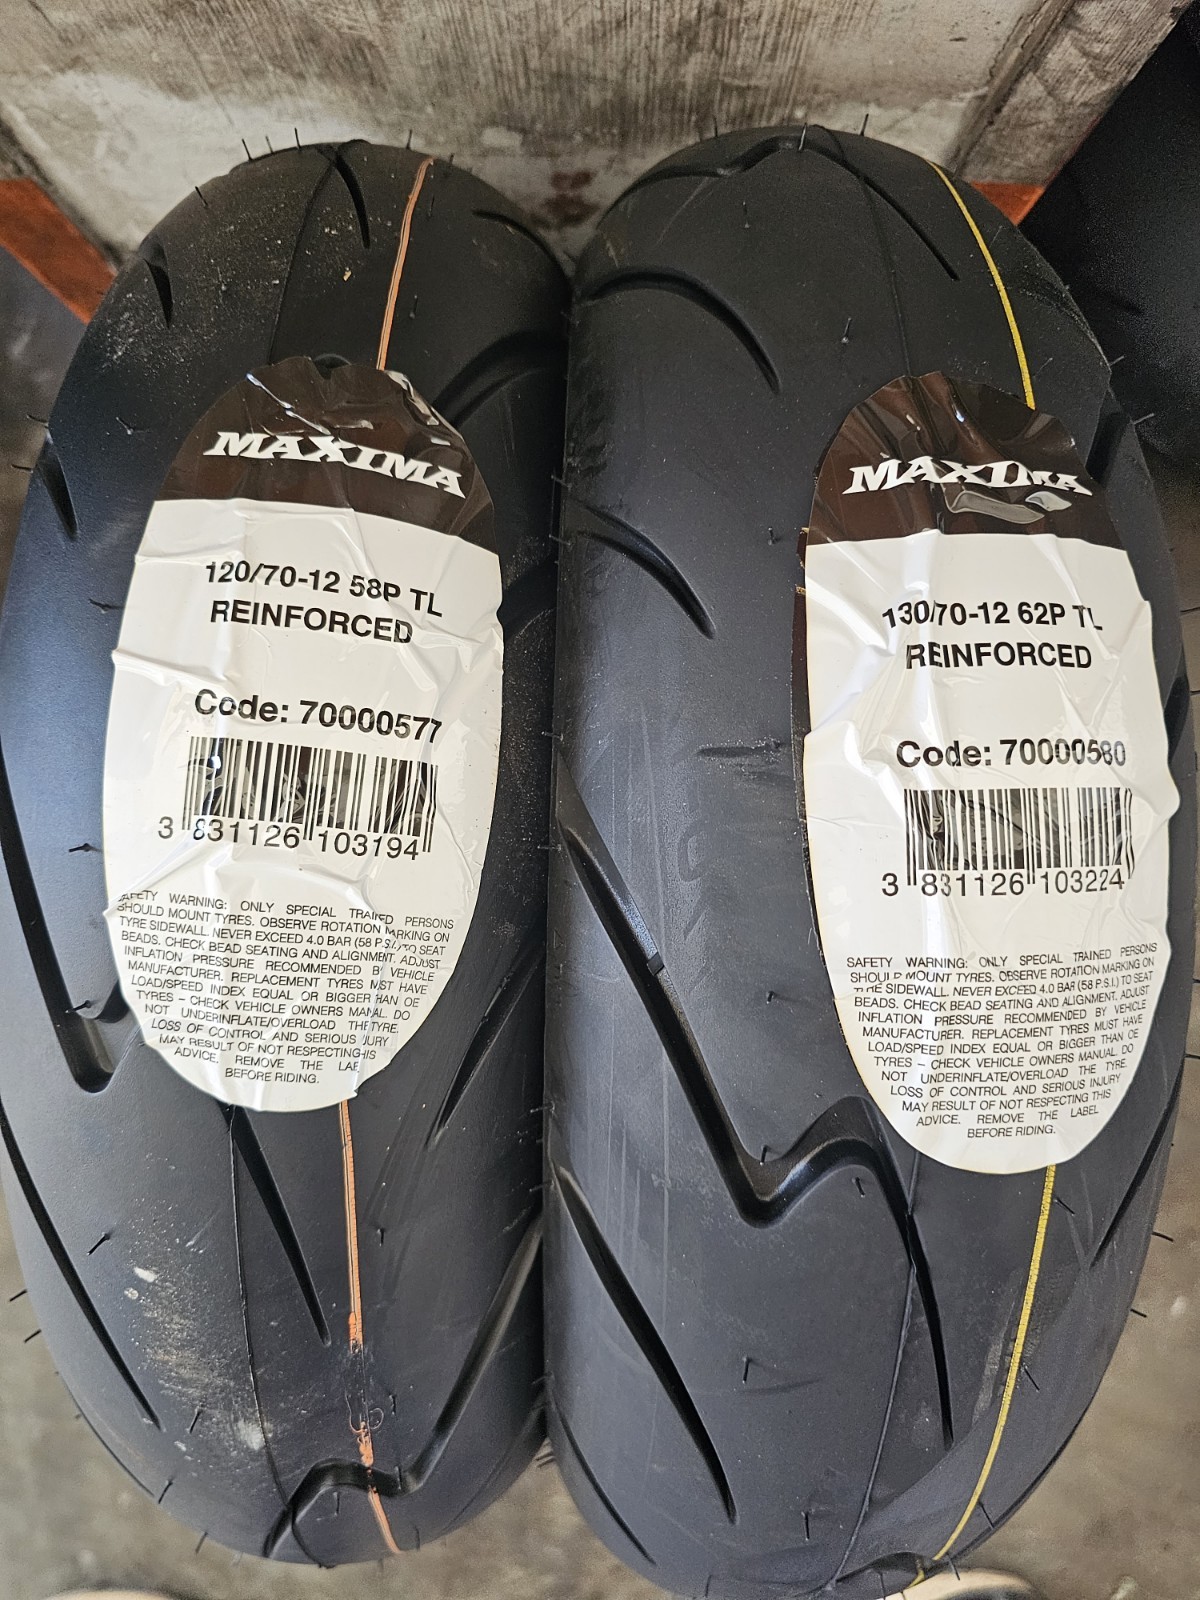 MAXIMA
120/70-12 58P TL
REINFORCED
Code: 70000577
3 831126 103194
SAFETY WARNING: ONLY SPECIAL TRAINED PERSONS
SHOULD MOUNT TYRES. OBSERVE ROTATION MARKING ON
TYRE SIDEWALL. NEVER EXCEED 4.0 BAR (58 P.S.I.) TO SEAT
BEADS. CHECK BEAD SEATING AND ALIGNMENT. ADJUST
INFLATION PRESSURE RECOMMENDED BY VEHICLE
MANUFACTURER. REPLACEMENT TYRES MUST HAVE
LOAD/SPEED INDEX EQUAL OR BIGGER THAN OE
TYRES – CHECK VEHICLE OWNERS MANUAL. DO
NOT UNDERINFLATE/OVERLOAD THE TYRE.
LOSS OF CONTROL AND SERIOUS INJURY
MAY RESULT OF NOT RESPECTING THIS
ADVICE. REMOVE THE LABEL
BEFORE RIDING.
MAXIMA
130/70-12 62P TL
REINFORCED
Code: 70000580
3 831126 103224
SAFETY WARNING: ONLY SPECIAL TRAINED PERSONS
SHOULD MOUNT TYRES. OBSERVE ROTATION MARKING ON
TYRE SIDEWALL. NEVER EXCEED 4.0 BAR (58 P.S.I.) TO SEAT
BEADS. CHECK BEAD SEATING AND ALIGNMENT. ADJUST
INFLATION PRESSURE RECOMMENDED BY VEHICLE
MANUFACTURER. REPLACEMENT TYRES MUST HAVE
LOAD/SPEED INDEX EQUAL OR BIGGER THAN OE
TYRES – CHECK VEHICLE OWNERS MANUAL. DO
NOT UNDERINFLATE/OVERLOAD THE TYRE.
LOSS OF CONTROL AND SERIOUS INJURY
MAY RESULT OF NOT RESPECTING THIS
ADVICE. REMOVE THE LABEL
BEFORE RIDING.